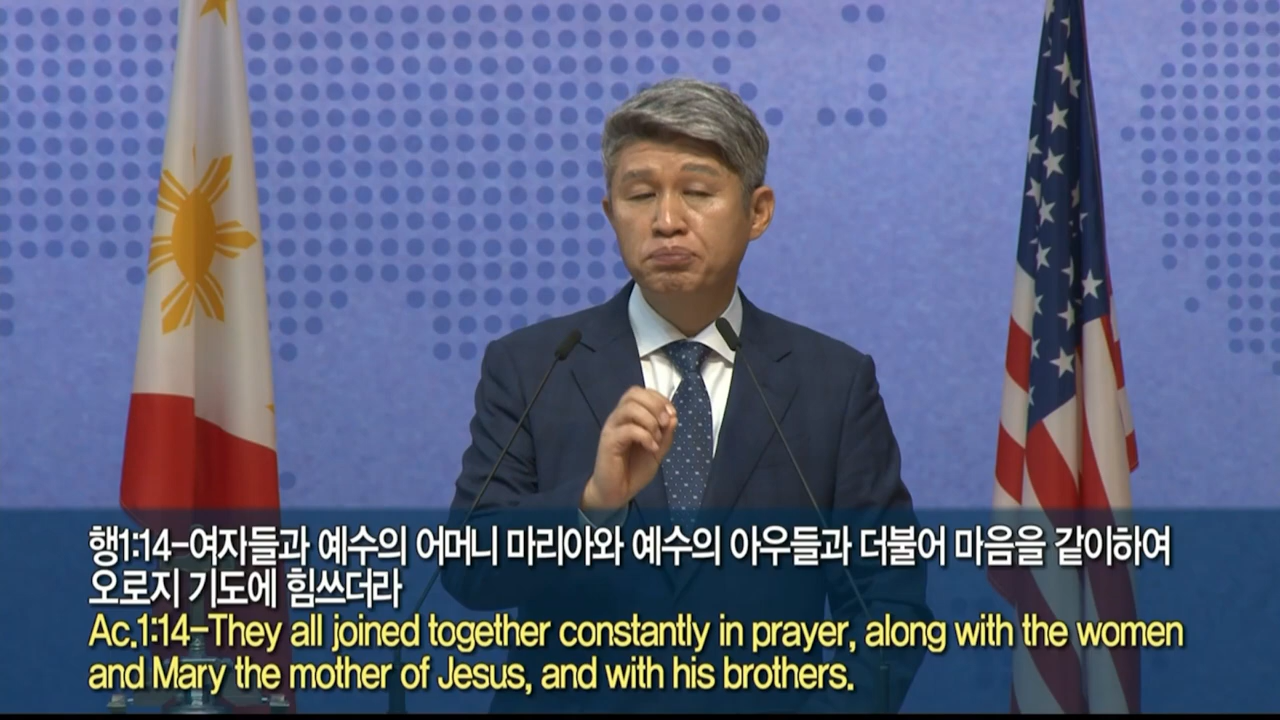 행1:14-여자들과 예수의 어머니 마리아와 예수의 아우들과 더불어 마음을 같이하여
오로지 기도에 힘쓰더라
Ac.1:14-They all joined together constantly in prayer, along with the women
and Mary the mother of Jesus, and with his brothers.